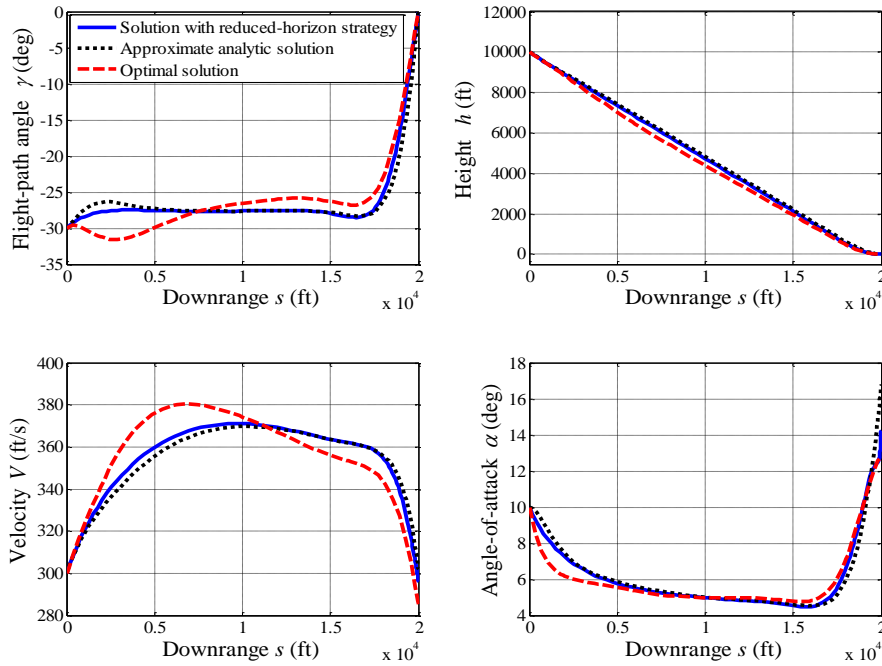 Flight-path angle γ (deg)
0
-5
-10
-15
-20
-25
-30
-35
Solution with reduced-horizon strategy
Approximate analytic solution
Optimal solution
0 0.5 1 1.5 2
Downrange s (ft)
x 10^4
Height h (ft)
12000
10000
8000
6000
4000
2000
0
0 0.5 1 1.5 2
Downrange s (ft)
x 10^4
Velocity V (ft/s)
400
380
360
340
320
300
280
0 0.5 1 1.5 2
Downrange s (ft)
x 10^4
Angle-of-attack α (deg)
18
16
14
12
10
8
6
4
0 0.5 1 1.5 2
Downrange s (ft)
x 10^4